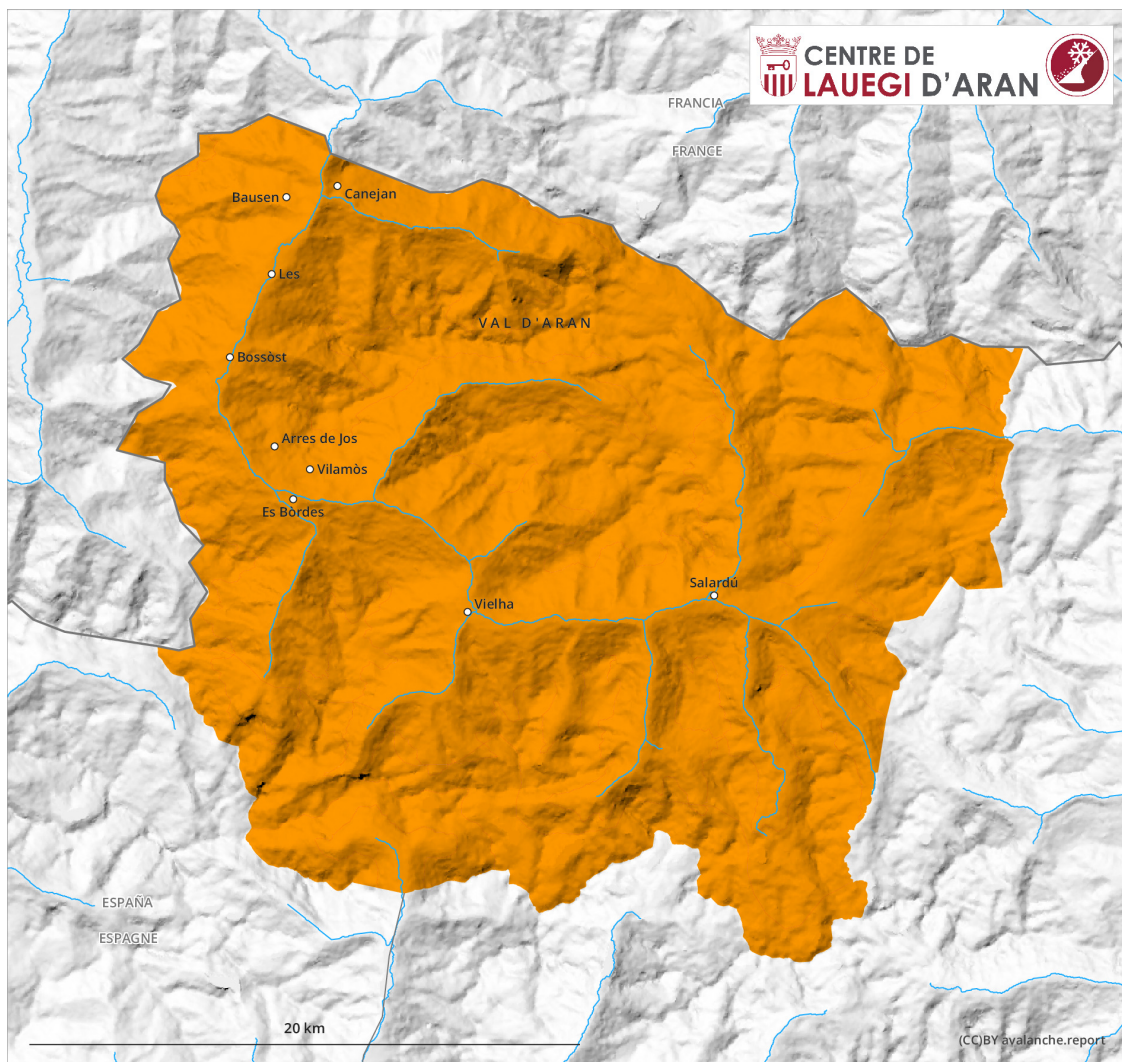 CENTRE DE
LAUEGI D'ARAN
FRANCIA
FRANCE
Bausen
Canejan
Les
VAL D'ARAN
Bossòst
Arres de Jos
Vilamòs
Es Bòrdes
Salardú
Vielha
ESPAÑA
ESPAGNE
20 km
(CC)BY avalanche.report